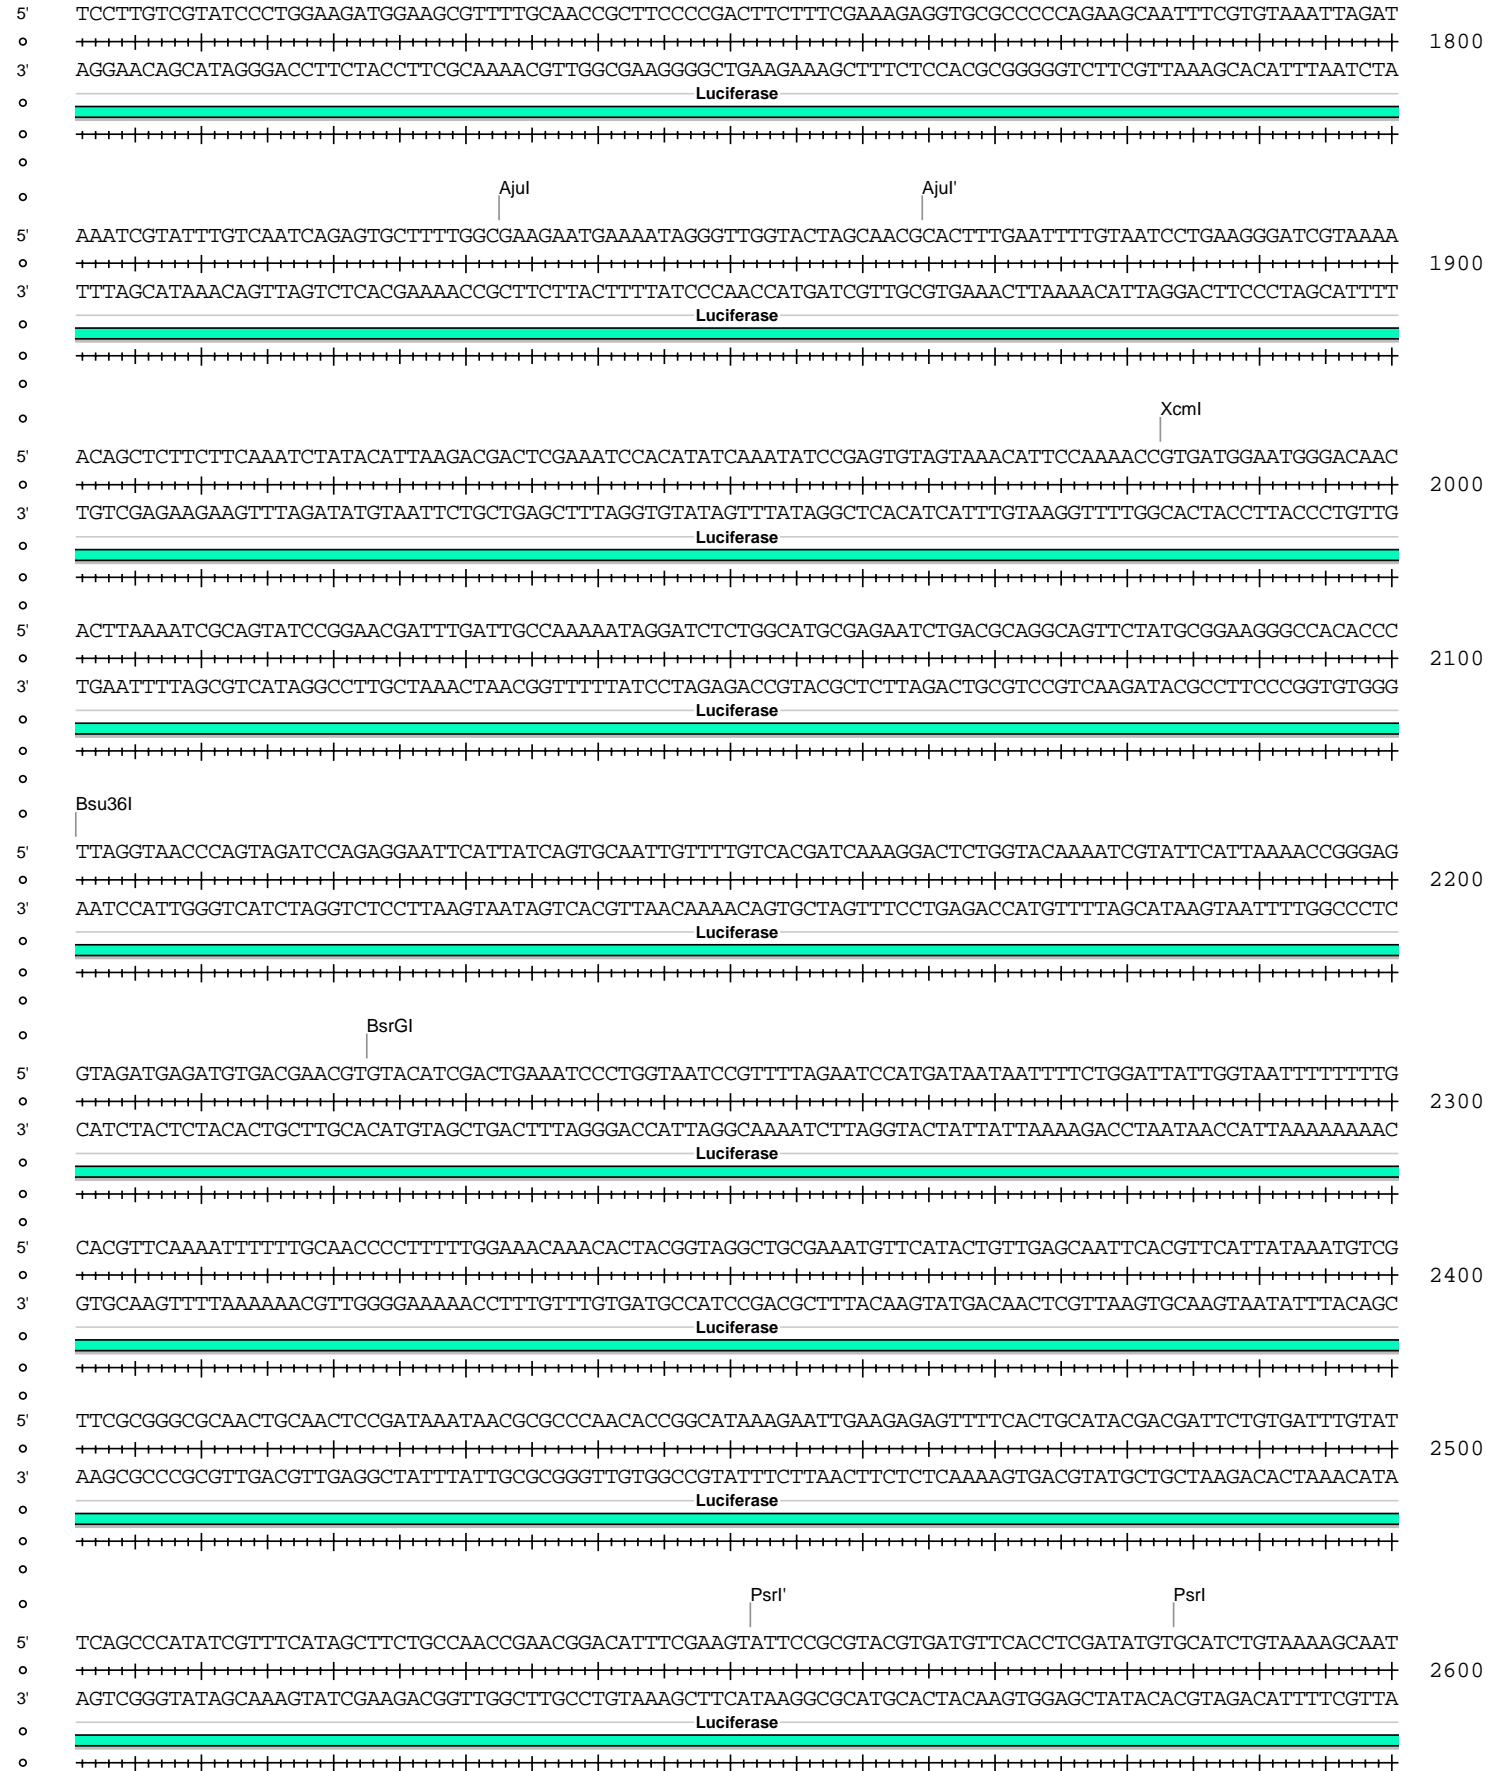 5' TCCTTGTCGTATCCCTGGAAGATGGAAGCGTTTTGCAACCGCTTCCCCGACTTCTTTCGAAAGAGGTGCGCCCCCAGAAGCAATTTCGTGTAAATTAGAT
1800
3' AGGAACAGCATAGGGACCTTCTACCTTCGCAAAACGTTGGCGAAGGGGCTGAAGAAAGCTTTCTCCACGCGGGGGTCTTCGTTAAAGCACATTTAATCTA
Luciferase
AjuI AjuI'
5' AAATCGTATTTGTCAATCAGAGTGCTTTTGGCGAAGAATGAAAATAGGGTTGGTACTAGCAACGCACTTTGAATTTTGTAATCCTGAAGGGATCGTAAAA
1900
3' TTTAGCATAAACAGTTAGTCTCACGAAAACCGCTTCTTACTTTTATCCCAACCATGATCGTTGCGTGAAACTTAAAACATTAGGACTTCCCTAGCATTTT
Luciferase
XcmI
5' ACAGCTCTTCTTCAAATCTATACATTAAGACGACTCGAAATCCACATATCAAATATCCGAGTGTAGTAAACATTCCAAAACCGTGATGGAATGGGACAAC
2000
3' TGTCGAGAAGAAGTTTAGATATGTAATTCTGCTGAGCTTTAGGTGTATAGTTTATAGGCTCACATCATTTGTAAGGTTTTGGCACTACCTTACCCTGTTG
Luciferase
5' ACTTAAAATCGCAGTATCCGGAACGATTTGATTGCCAAAAATAGGATCTCTGGCATGCGAGAATCTGACGCAGGCAGTTCTATGCGGAAGGGCCACACCC
2100
3' TGAATTTTAGCGTCATAGGCCTTGCTAAACTAACGGTTTTTATCCTAGAGACCGTACGCTCTTAGACTGCGTCCGTCAAGATACGCCTTCCCGGTGTGGG
Luciferase
Bsu36I
5' TTAGGTAACCCAGTAGATCCAGAGGAATTCATTATCAGTGCAATTGTTTTGTCACGATCAAAGGACTCTGGTACAAAATCGTATTCATTAAAACCGGGAG
2200
3' AATCCATTGGGTCATCTAGGTCTCCTTAAGTAATAGTCACGTTAACAAAACAGTGCTAGTTTCCTGAGACCATGTTTTAGCATAAGTAATTTTGGCCCTC
Luciferase
BsrGI
5' GTAGATGAGATGTGACGAACGTGTACATCGACTGAAATCCCTGGTAATCCGTTTTAGAATCCATGATAATAATTTTCTGGATTATTGGTAATTTTTTTTG
2300
3' CATCTACTCTACACTGCTTGCACATGTAGCTGACTTTAGGGACCATTAGGCAAAATCTTAGGTACTATTATTAAAAGACCTAATAACCATTAAAAAAAAC
Luciferase
5' CACGTTCAAAATTTTTTGCAACCCCTTTTTGGAAACAAACACTACGGTAGGCTGCGAAATGTTCATACTGTTGAGCAATTCACGTTCATTATAAATGTCG
2400
3' GTGCAAGTTTTAAAAAACGTTGGGGAAAAACCTTTGTTTGTGATGCCATCCGACGCTTTACAAGTATGACAACTCGTTAAGTGCAAGTAATATTTACAGC
Luciferase
5' TTCGCGGGCGCAACTGCAACTCCGATAAATAACGCGCCCAACACCGGCATAAAGAATTGAAGAGAGTTTTCACTGCATACGACGATTCTGTGATTTGTAT
2500
3' AAGCGCCCGCGTTGACGTTGAGGCTATTTATTGCGCGGGTTGTGGCCGTATTTCTTAACTTCTCTCAAAAGTGACGTATGCTGCTAAGACACTAAACATA
Luciferase
PsrI' PsrI
5' TCAGCCCATATCGTTTCATAGCTTCTGCCAACCGAACGGACATTTCGAAGTATTCCGCGTACGTGATGTTCACCTCGATATGTGCATCTGTAAAAGCAAT
2600
3' AGTCGGGTATAGCAAAGTATCGAAGACGGTTGGCTTGCCTGTAAAGCTTCATAAGGCGCATGCACTACAAGTGGAGCTATACACGTAGACATTTTCGTTA
Luciferase